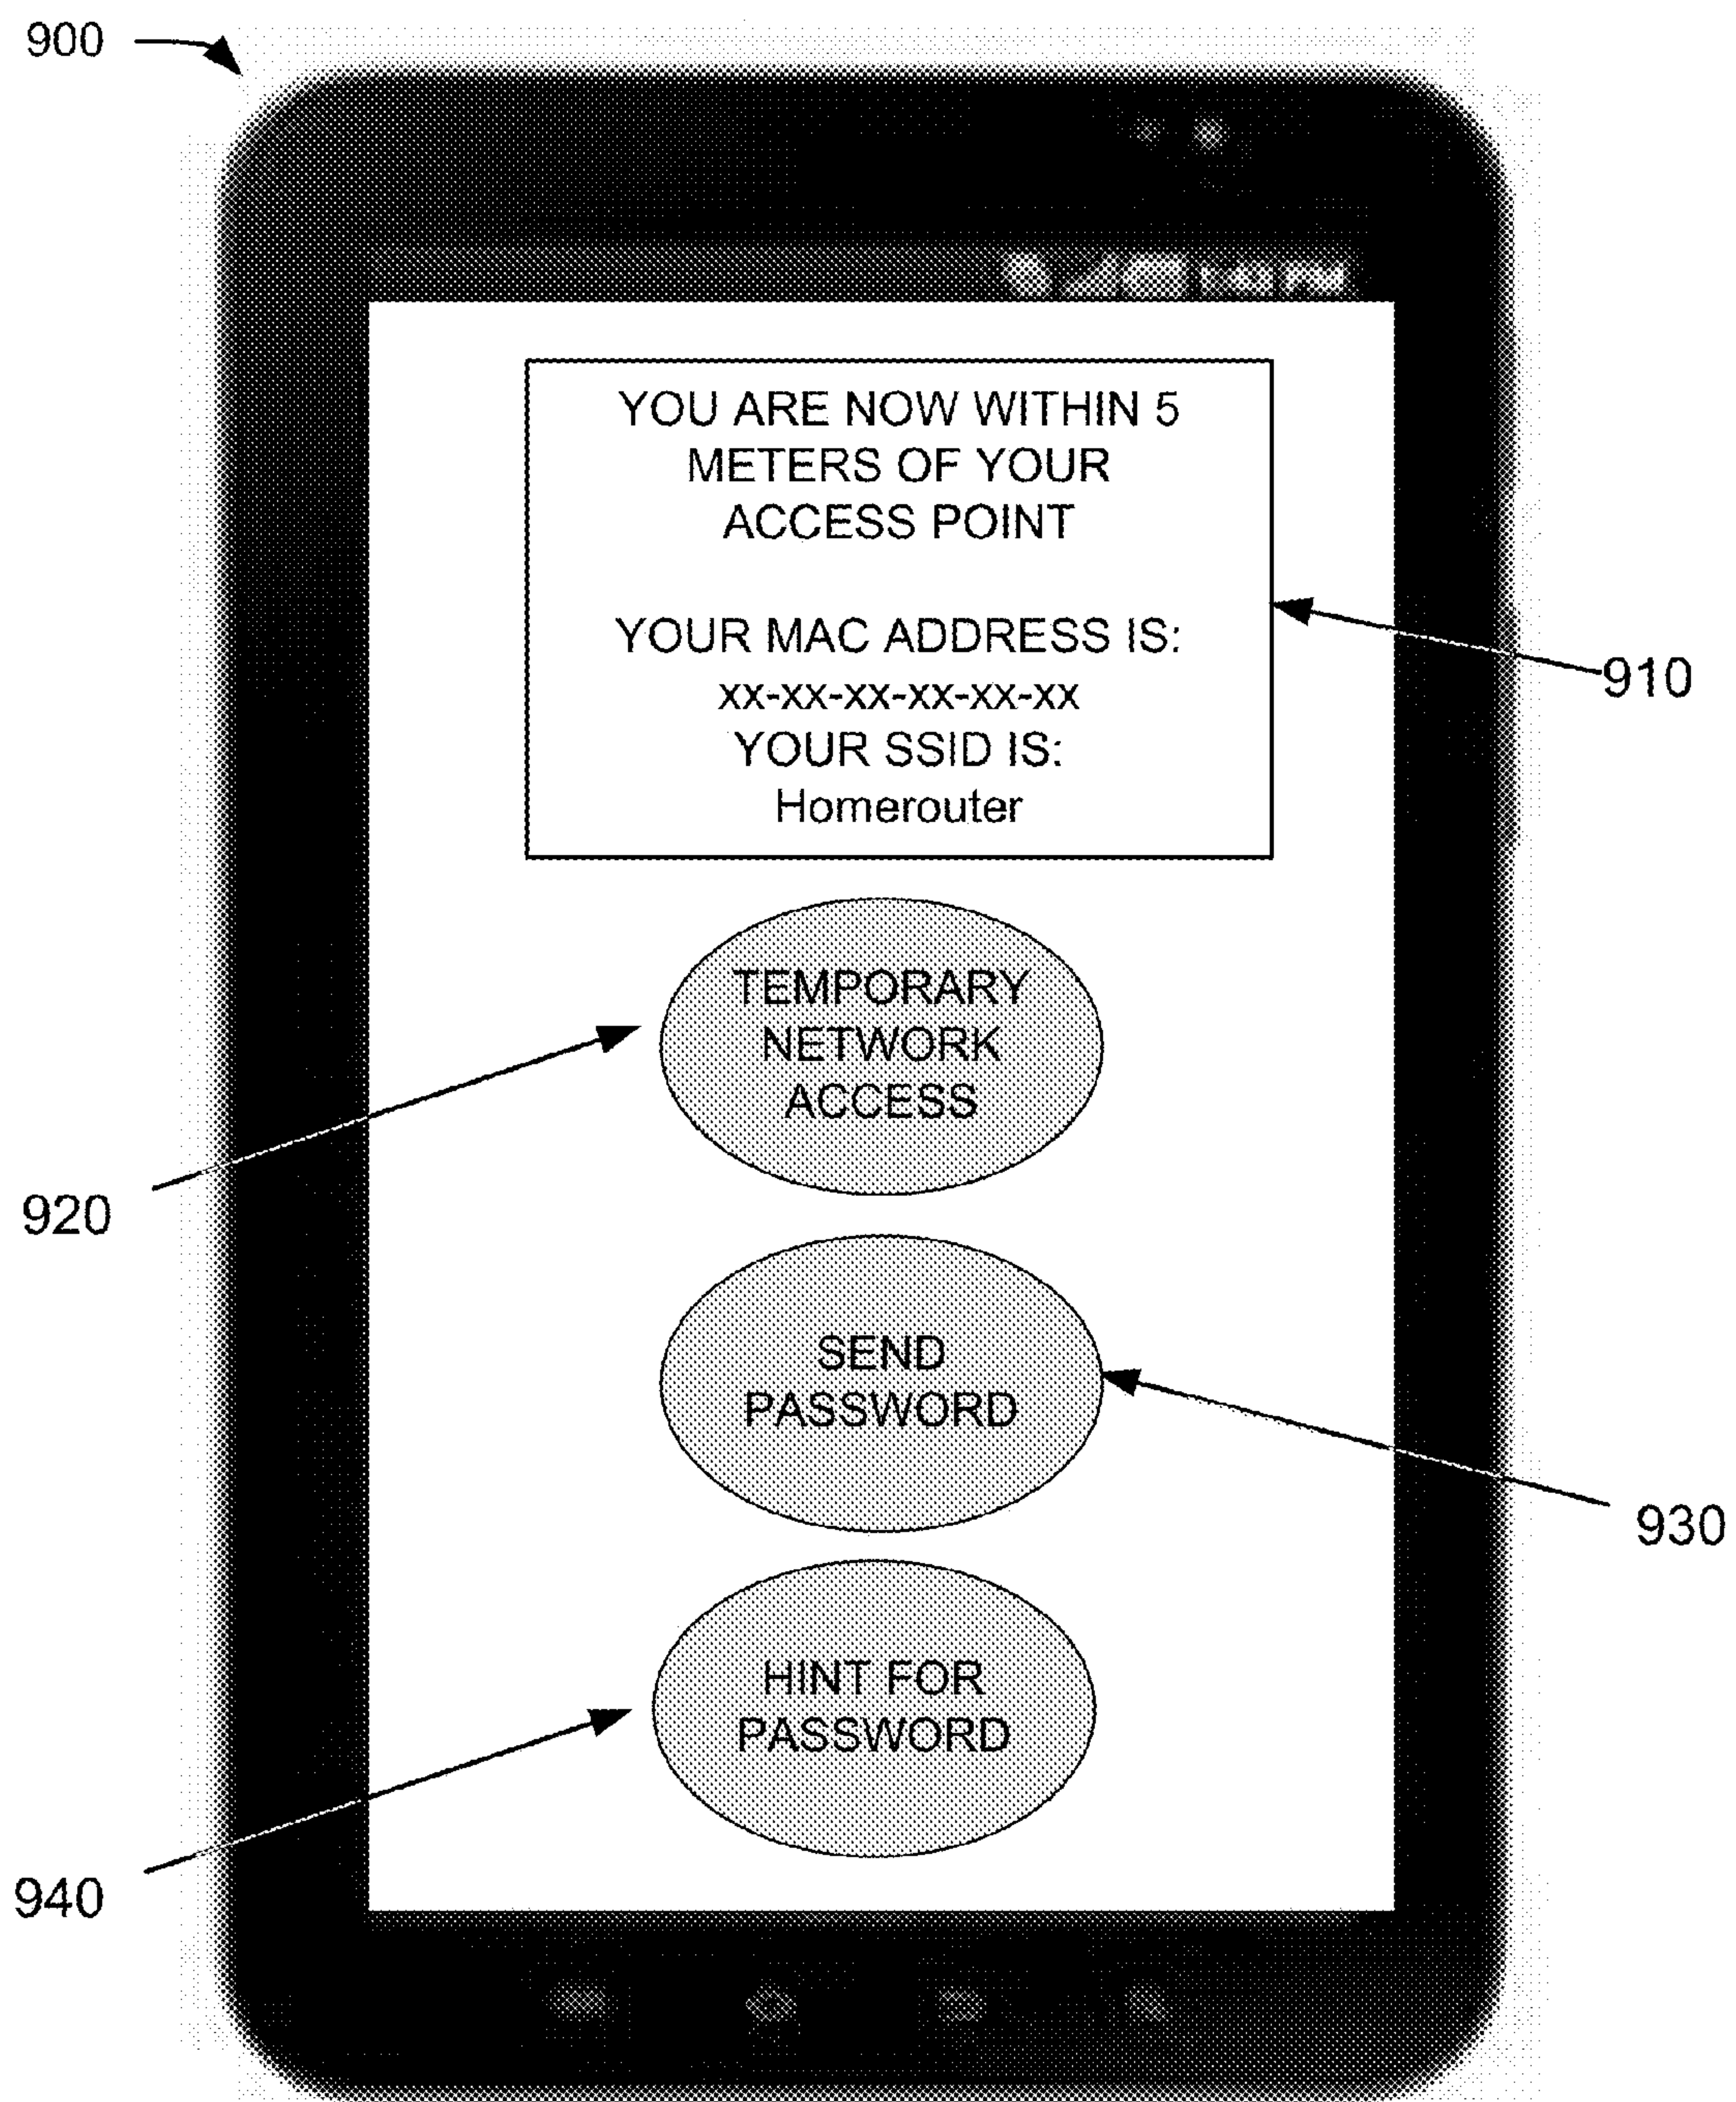 900
YOU ARE NOW WITHIN 5
METERS OF YOUR
ACCESS POINT
YOUR MAC ADDRESS IS:
xx-xx-xx-xx-xx-xx
YOUR SSID IS:
Homerouter
910
TEMPORARY
NETWORK
ACCESS
920
SEND
PASSWORD
930
HINT FOR
PASSWORD
940